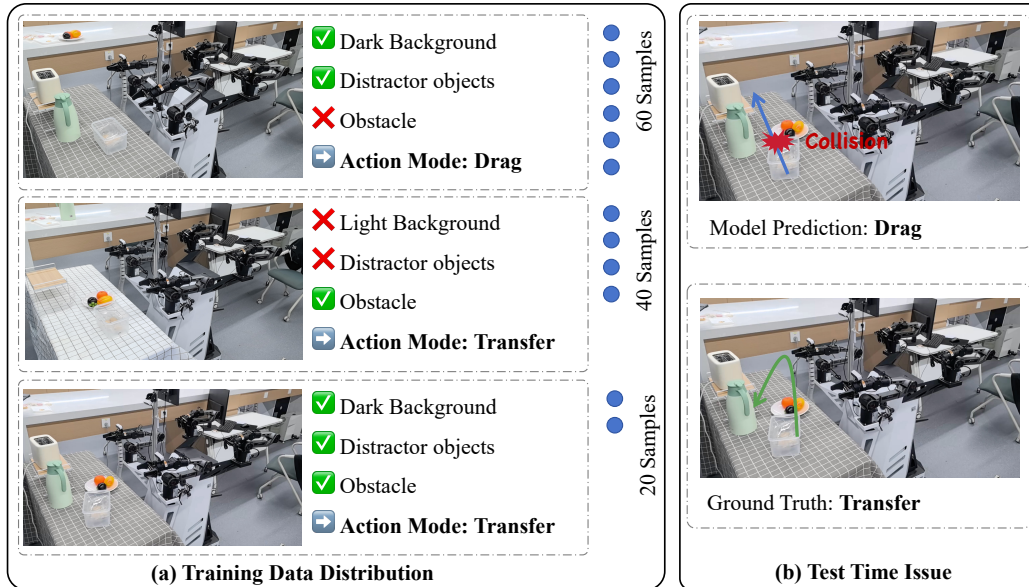 Dark Background
Distractor objects
Obstacle
Action Mode: Drag
60 Samples
Light Background
Distractor objects
Obstacle
Action Mode: Transfer
40 Samples
Dark Background
Distractor objects
Obstacle
Action Mode: Transfer
20 Samples
(a) Training Data Distribution
Collision
Model Prediction: Drag
Ground Truth: Transfer
(b) Test Time Issue